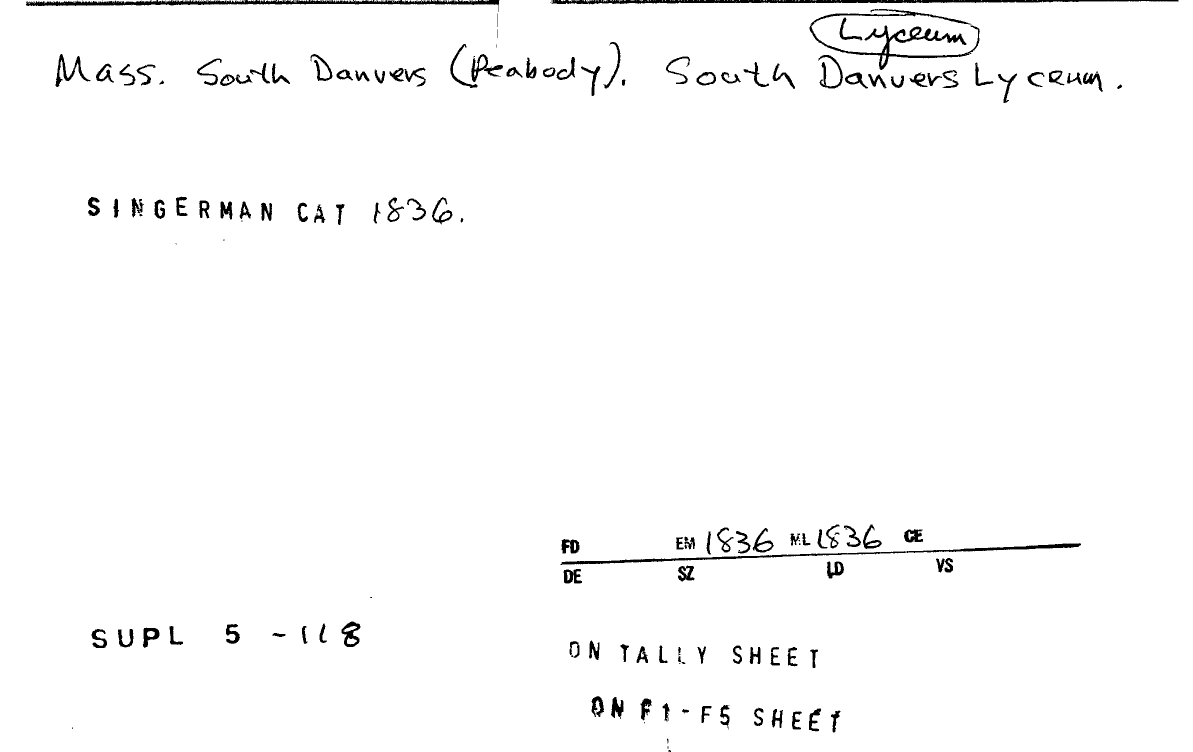 Lyceum
Mass. South Danvers (Peabody). South Danvers Lyceum.
SINGERMAN CAT 1836.
FD EM 1836 ML 1836 CE
DE SZ LD VS
SUPL 5 -118
ON TALLY SHEET
ON F1-F5 SHEET